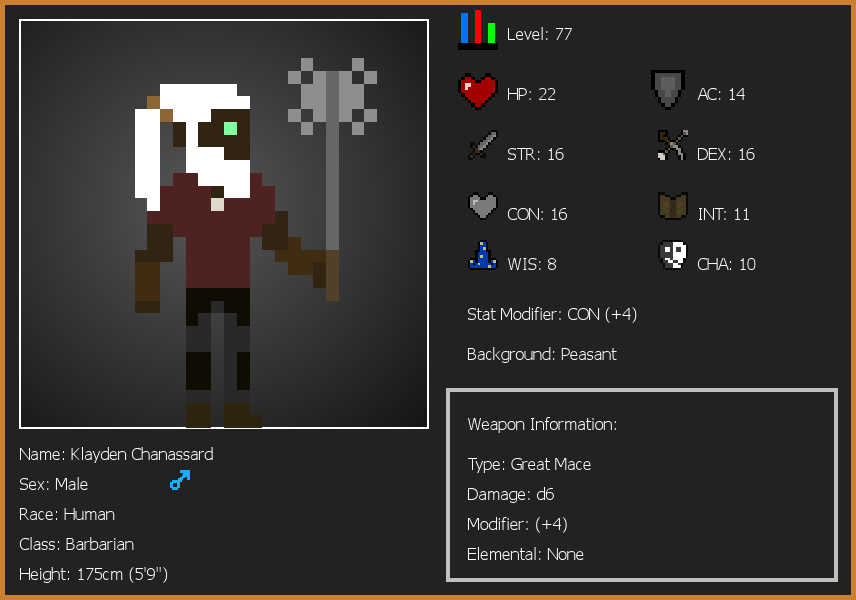 Level: 77
HP: 22
AC: 14
STR: 16
DEX: 16
CON: 16
INT: 11
WIS: 8
CHA: 10
Stat Modifier: CON (+4)
Background: Peasant
Weapon Information:
Type: Great Mace
Damage: d6
Modifier: (+4)
Elemental: None
Name: Klayden Chanassard
Sex: Male
Race: Human
Class: Barbarian
Height: 175cm (5'9")